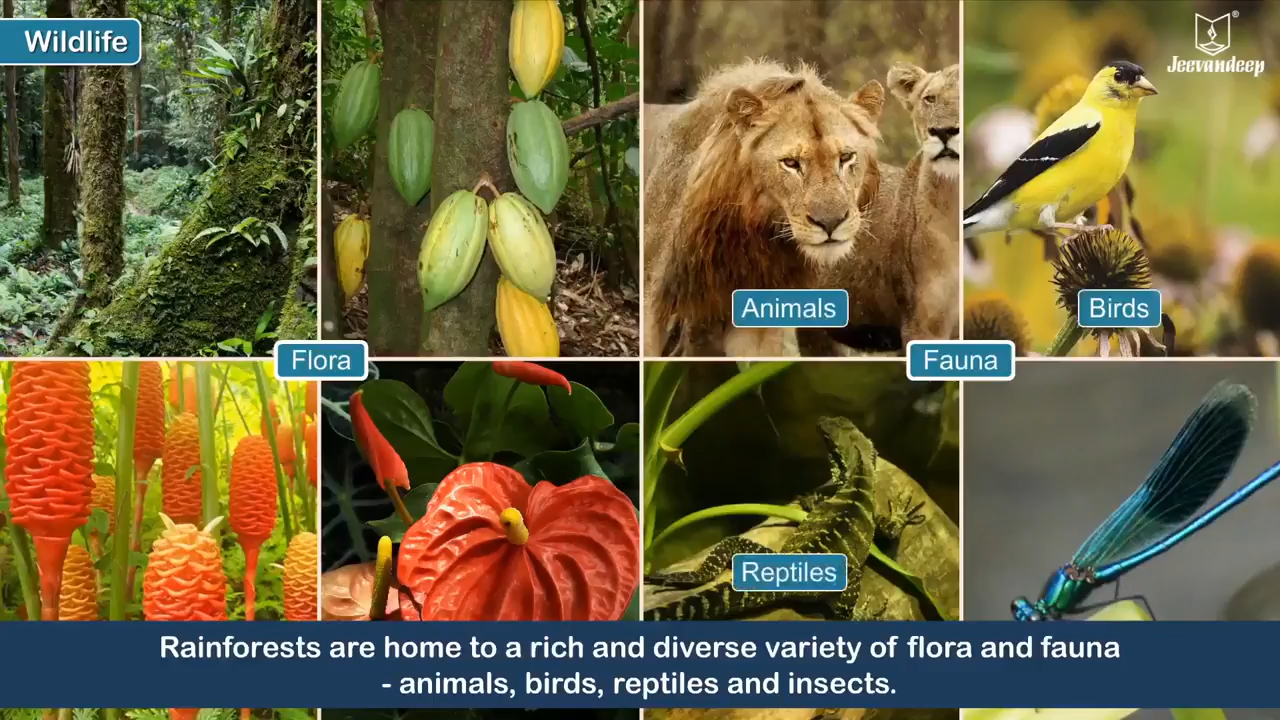 Wildlife
Jeevandeep
Animals
Birds
Flora
Fauna
Reptiles
Rainforests are home to a rich and diverse variety of flora and fauna
- animals, birds, reptiles and insects.